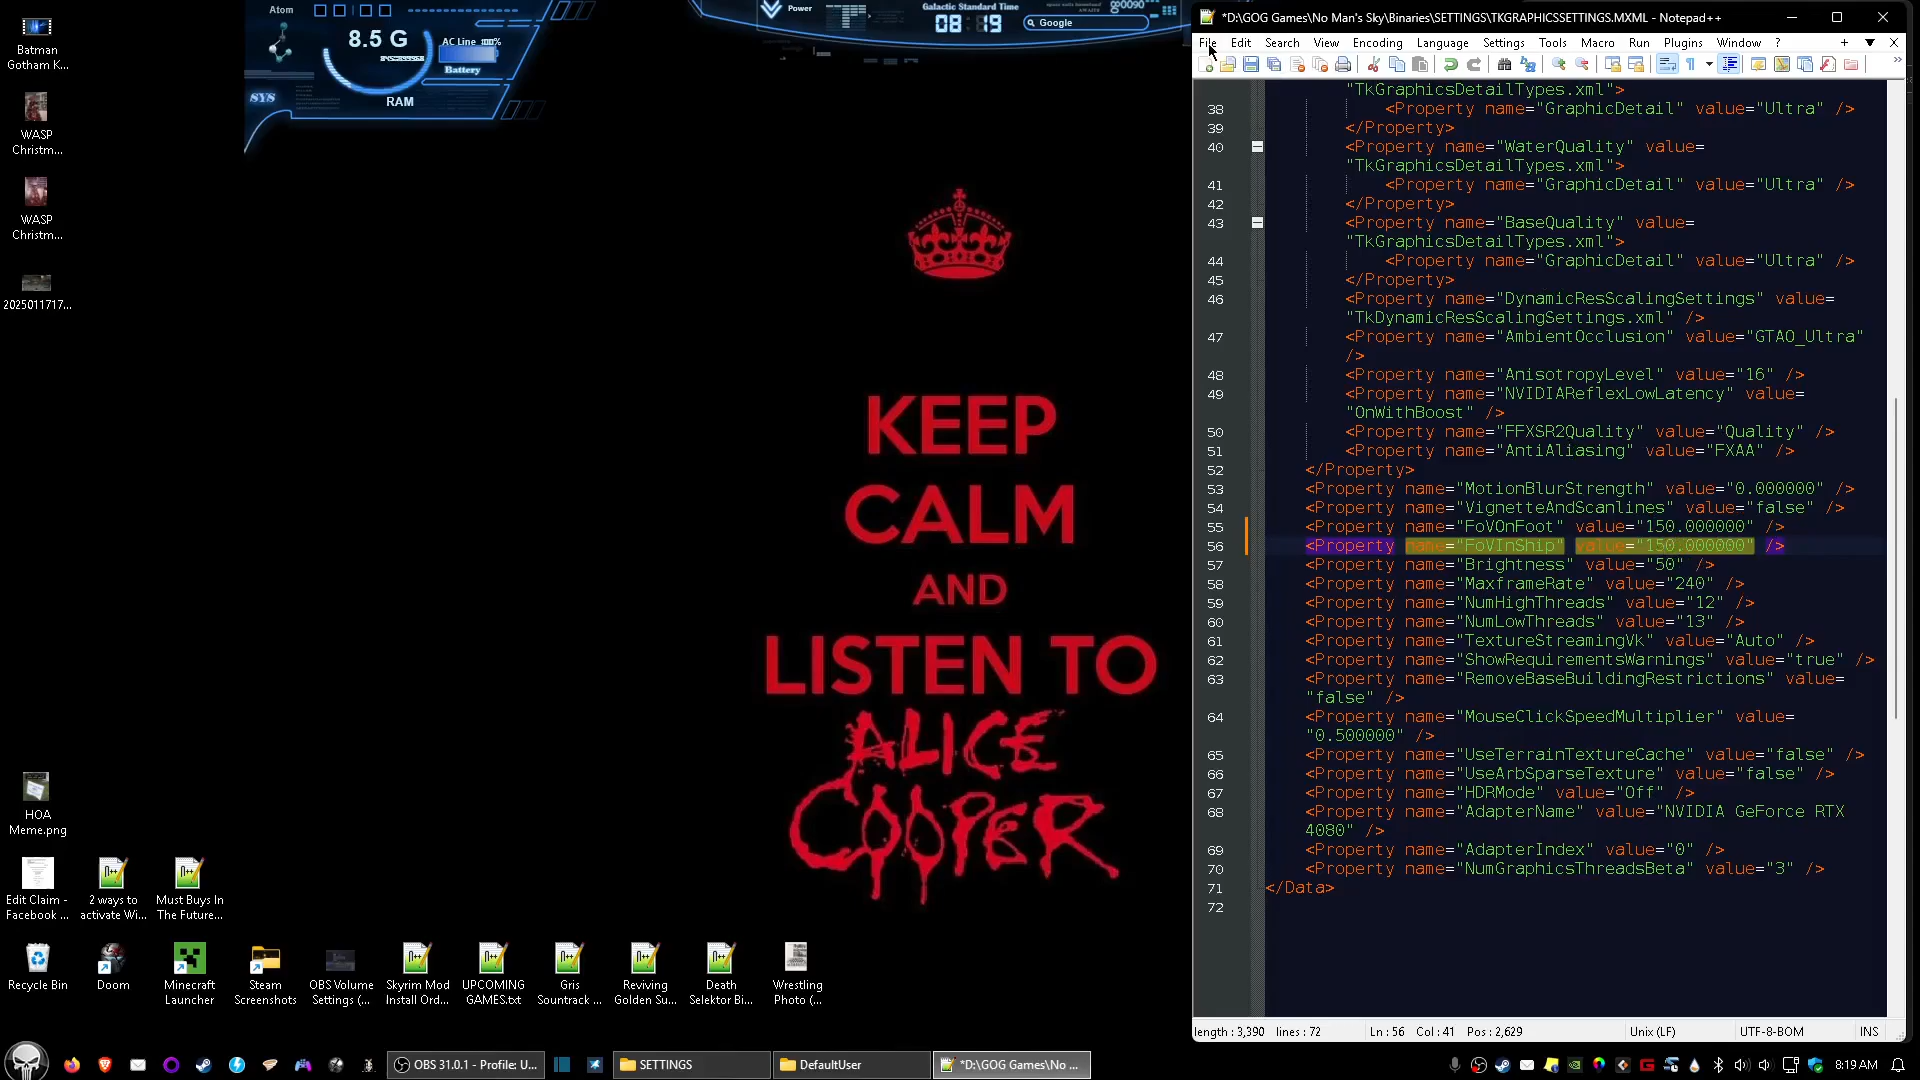 Batman
Gotham K...
WASP
Christm...
WASP
Christm...
2025011717...
HOA
Meme.png
Edit Claim -
Facebook ...
2 ways to
activate Wi...
Must Buys In
The Future...
Recycle Bin
Doom
Minecraft
Launcher
Steam
Screenshots
OBS Volume
Settings (...
Skyrim Mod
Install Ord...
UPCOMING
GAMES.txt
Gris
Sountrack ...
Reviving
Golden Su...
Death
Selektor Bi...
Wrestling
Photo (...
Atom
8.5 G
RAM
AC Line 100%
Battery
SYS
Power
Galactic Standard Time
08 19
Google
KEEP
CALM
AND
LISTEN TO
ALICE
COOPER
*D:\GOG Games\No Man's Sky\Binaries\SETTINGS\TKGRAPHICSSETTINGS.MXML - Notepad++
File Edit Search View Encoding Language Settings Tools Macro Run Plugins Window ?
"TkGraphicsDetailTypes.xml">
38 <Property name="GraphicDetail" value="Ultra" />
39 </Property>
40 <Property name="WaterQuality" value=
"TkGraphicsDetailTypes.xml">
41 <Property name="GraphicDetail" value="Ultra" />
42 </Property>
43 <Property name="BaseQuality" value=
"TkGraphicsDetailTypes.xml">
44 <Property name="GraphicDetail" value="Ultra" />
45 </Property>
46 <Property name="DynamicResScalingSettings" value=
"TkDynamicResScalingSettings.xml" />
47 <Property name="AmbientOcclusion" value="GTAO_Ultra"
/>
48 <Property name="AnisotropyLevel" value="16" />
49 <Property name="NVIDIAReflexLowLatency" value=
"OnWithBoost" />
50 <Property name="FFXSR2Quality" value="Quality" />
51 <Property name="AntiAliasing" value="FXAA" />
52 </Property>
53 <Property name="MotionBlurStrength" value="0.000000" />
54 <Property name="VignetteAndScanlines" value="false" />
55 <Property name="FoVOnFoot" value="150.000000" />
56 <Property name="FoVInShip" value="150.000000" />
57 <Property name="Brightness" value="50" />
58 <Property name="MaxframeRate" value="240" />
59 <Property name="NumHighThreads" value="12" />
60 <Property name="NumLowThreads" value="13" />
61 <Property name="TextureStreamingVk" value="Auto" />
62 <Property name="ShowRequirementsWarnings" value="true" />
63 <Property name="RemoveBaseBuildingRestrictions" value=
"false" />
64 <Property name="MouseClickSpeedMultiplier" value=
"0.500000" />
65 <Property name="UseTerrainTextureCache" value="false" />
66 <Property name="UseArbSparseTexture" value="false" />
67 <Property name="HDRMode" value="Off" />
68 <Property name="AdapterName" value="NVIDIA GeForce RTX
4080" />
69 <Property name="AdapterIndex" value="0" />
70 <Property name="NumGraphicsThreadsBeta" value="3" />
71 </Data>
72
length : 3,390 lines : 72 Ln : 56 Col : 41 Pos : 2,629 Unix (LF) UTF-8-BOM INS
OBS 31.0.1 - Profile: U...
SETTINGS
DefaultUser
*D:\GOG Games\No ...
8:19 AM